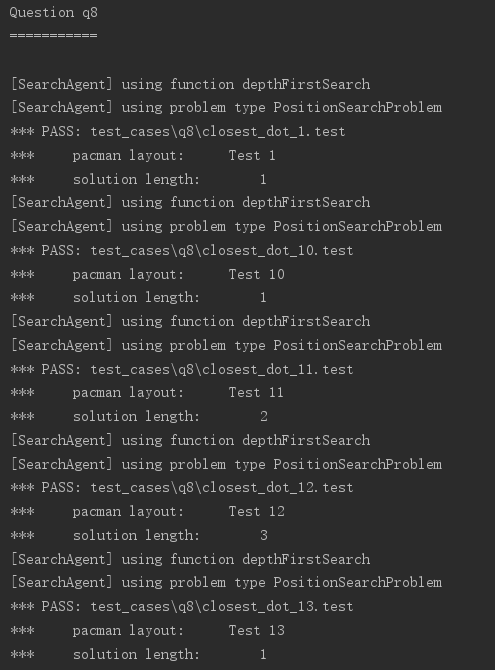 Question q8
===========
[SearchAgent] using function depthFirstSearch
[SearchAgent] using problem type PositionSearchProblem
*** PASS: test_cases\q8\closest_dot_1.test
***     pacman layout:      Test 1
***     solution length:        1
[SearchAgent] using function depthFirstSearch
[SearchAgent] using problem type PositionSearchProblem
*** PASS: test_cases\q8\closest_dot_10.test
***     pacman layout:      Test 10
***     solution length:        1
[SearchAgent] using function depthFirstSearch
[SearchAgent] using problem type PositionSearchProblem
*** PASS: test_cases\q8\closest_dot_11.test
***     pacman layout:      Test 11
***     solution length:        2
[SearchAgent] using function depthFirstSearch
[SearchAgent] using problem type PositionSearchProblem
*** PASS: test_cases\q8\closest_dot_12.test
***     pacman layout:      Test 12
***     solution length:        3
[SearchAgent] using function depthFirstSearch
[SearchAgent] using problem type PositionSearchProblem
*** PASS: test_cases\q8\closest_dot_13.test
***     pacman layout:      Test 13
***     solution length:        1